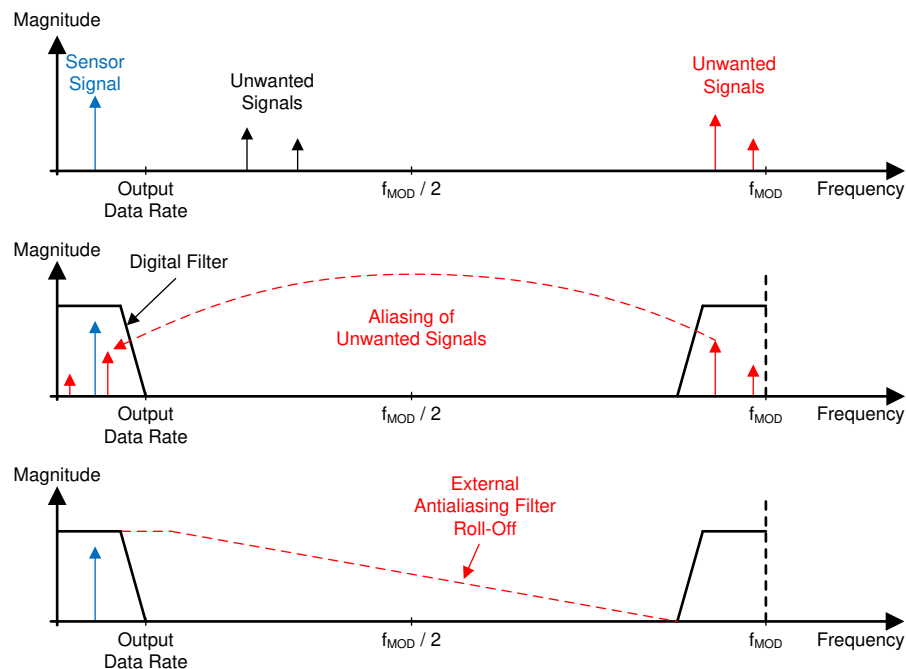 Magnitude
Sensor
Signal
Unwanted
Signals
Unwanted
Signals
Output
Data Rate
fMOD / 2
fMOD
Frequency
Magnitude
Digital Filter
Aliasing of
Unwanted Signals
Output
Data Rate
fMOD / 2
fMOD
Frequency
Magnitude
External
Antialiasing Filter
Roll-Off
Output
Data Rate
fMOD / 2
fMOD
Frequency